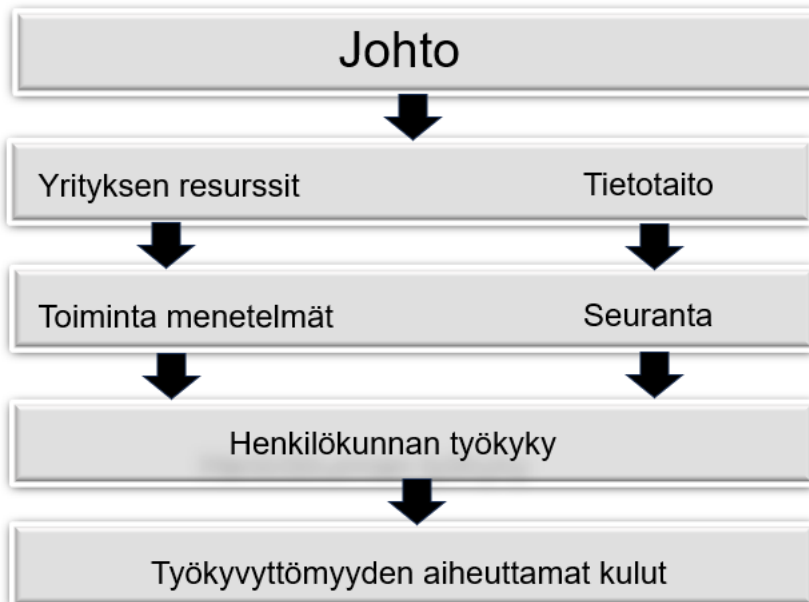 Johto
Yrityksen resurssit Tietotaito
Toiminta menetelmät Seuranta
Henkilökunnan työkyky
Työkyvyttömyyden aiheuttamat kulut